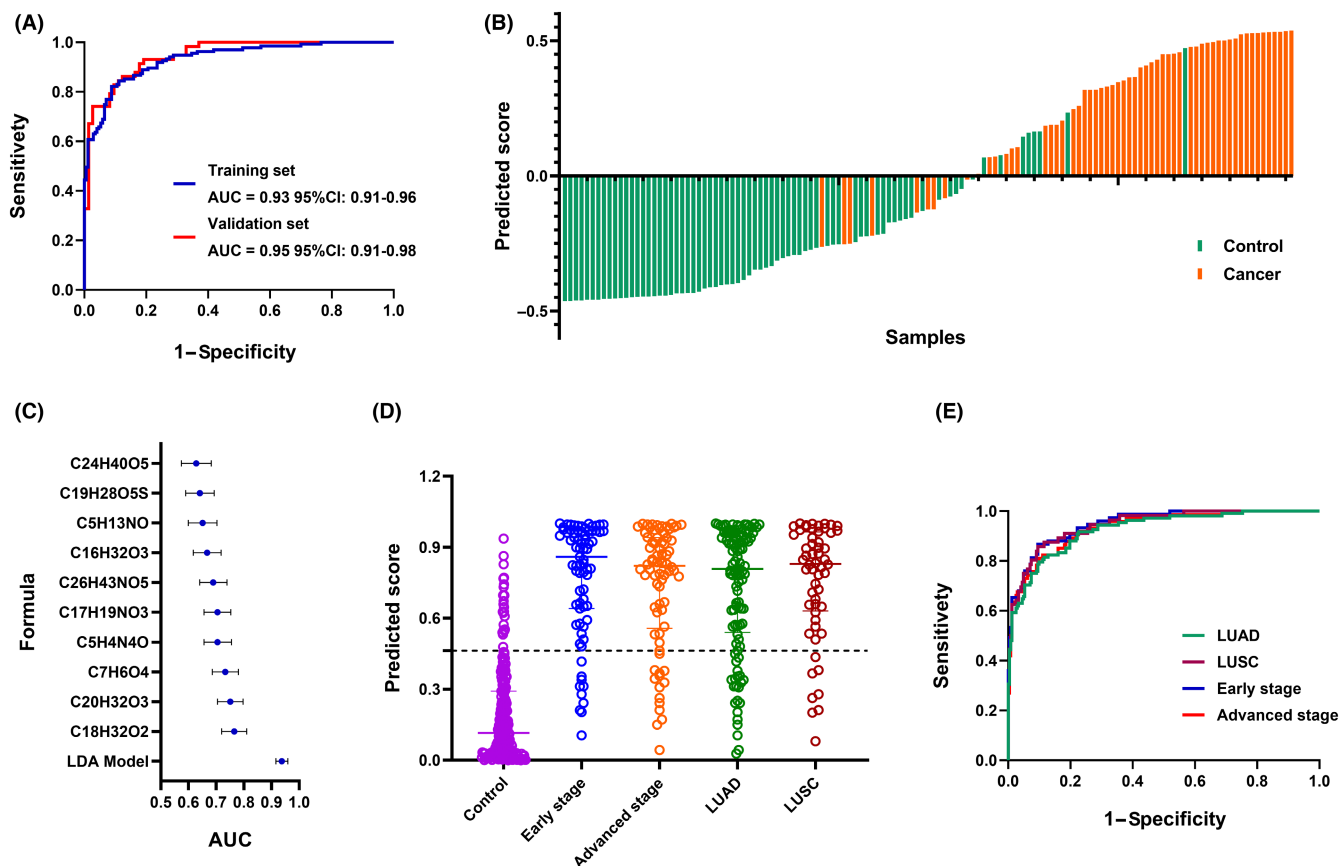 (A)
1.0
0.8
0.6
0.4
0.2
0.0
Sensitivety
0.0 0.2 0.4 0.6 0.8 1.0
1−Specificity
Training set
AUC = 0.93 95%CI: 0.91-0.96
Validation set
AUC = 0.95 95%CI: 0.91-0.98
(B)
0.5
0.0
−0.5
Predicted score
Samples
Control
Cancer
(C)
Formula
C24H40O5
C19H28O5S
C5H13NO
C16H32O3
C26H43NO5
C17H19NO3
C5H4N4O
C7H6O4
C20H32O3
C18H32O2
LDA Model
0.5 0.6 0.7 0.8 0.9 1.0
AUC
(D)
1.2
0.9
0.6
0.3
0.0
Predicted score
Control
Early stage
Advanced stage
LUAD
LUSC
(E)
1.0
0.8
0.6
0.4
0.2
0.0
Sensitivety
0.0 0.2 0.4 0.6 0.8 1.0
1−Specificity
LUAD
LUSC
Early stage
Advanced stage